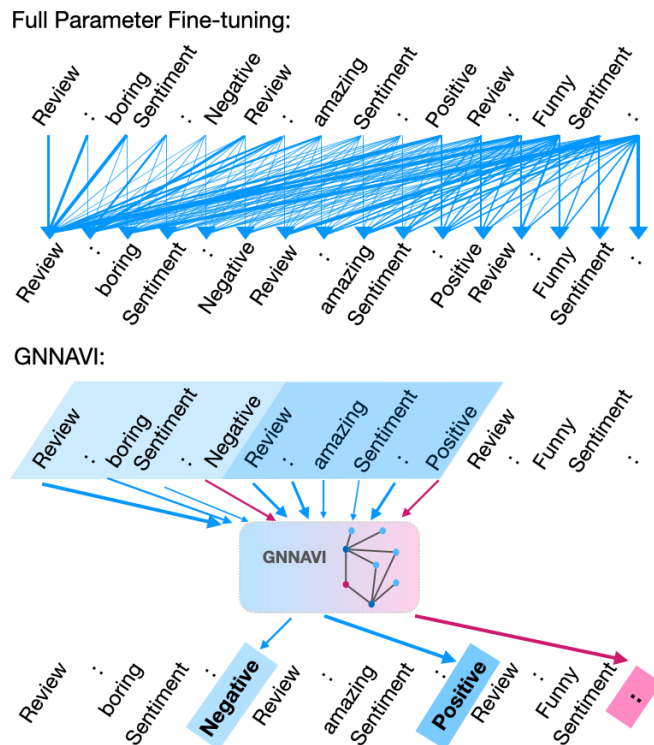 Full Parameter Fine-tuning:
Review : boring Sentiment : Negative Review : amazing Sentiment : Positive Review : Funny Sentiment :
Review : boring Sentiment : Negative Review : amazing Sentiment : Positive Review : Funny Sentiment :
GNNAVI:
Review : boring Sentiment : Negative Review : amazing Sentiment : Positive Review : Funny Sentiment :
GNNAVI
Review : boring Sentiment : Negative Review : amazing Sentiment : Positive Review : Funny Sentiment :